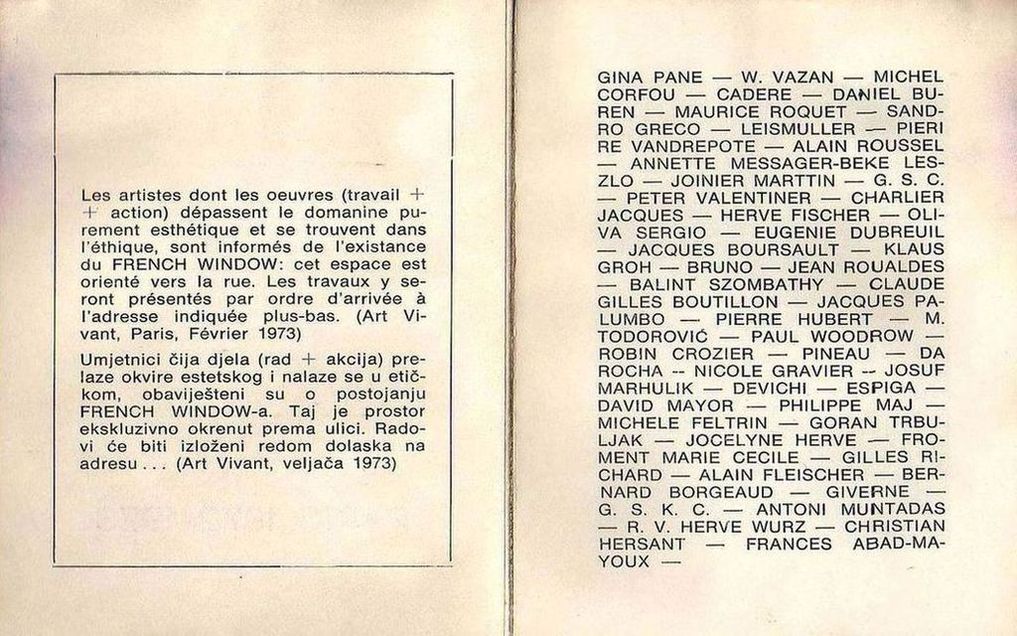 Les artistes dont les oeuvres (travail +
+ action) dépassent le domanine pu-
rement esthétique et se trouvent dans
l'éthique, sont informés de l'existance
du FRENCH WINDOW: cet espace est
orienté vers la rue. Les travaux y se-
ront présentés par ordre d'arrivée à
l'adresse indiquée plus-bas. (Art Vi-
vant, Paris, Février 1973)
Umjetnici čija djela (rad + akcija) pre-
laze okvire estetskog i nalaze se u etič-
kom, obaviješteni su o postojanju
FRENCH WINDOW-a. Taj je prostor
ekskluzivno okrenut prema ulici. Rado-
vi će biti izloženi redom dolaska na
adresu ... (Art Vivant, veljača 1973)
GINA PANE — W. VAZAN — MICHEL
CORFOU — CADERE — DANIEL BU-
REN — MAURICE ROQUET — SAND-
RO GRECO — LEISMULLER — PIERI
RE VANDREPOTE — ALAIN ROUSSEL
— ANNETTE MESSAGER-BEKE LES-
ZLO — JOINIER MARTTIN — G. S. C.
— PETER VALENTINER — CHARLIER
JACQUES — HERVE FISCHER — OLI-
VA SERGIO — EUGENIE DUBREUIL
— JACQUES BOURSAULT — KLAUS
GROH — BRUNO — JEAN ROUALDES
— BALINT SZOMBATHY — CLAUDE
GILLES BOUTILLON — JACQUES PA-
LUMBO — PIERRE HUBERT — M.
TODOROVIĆ — PAUL WOODROW —
ROBIN CROZIER — PINEAU — DA
ROCHA -- NICOLE GRAVIER -- JOSUF
MARHULIK — DEVICHI — ESPIGA —
DAVID MAYOR — PHILIPPE MAJ —
MICHELE FELTRIN — GORAN TRBU-
LJAK — JOCELYNE HERVE — FRO-
MENT MARIE CECILE — GILLES RI-
CHARD — ALAIN FLEISCHER — BER-
NARD BORGEAUD — GIVERNE —
G. S. K. C. — ANTONI MUNTADAS
— R. V. HERVE WURZ — CHRISTIAN
HERSANT — FRANCES ABAD-MA-
YOUX —